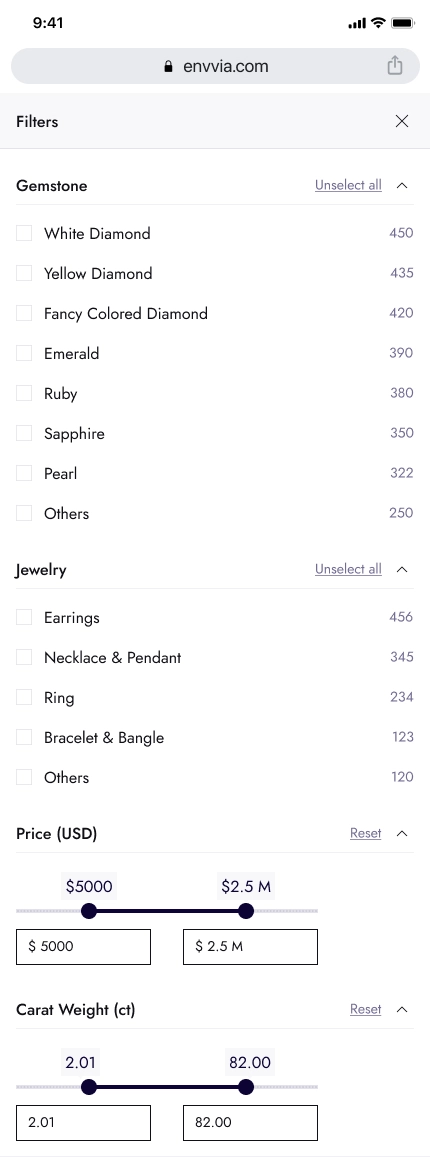 9:41
envvia.com
Filters
Gemstone Unselect all
White Diamond 450
Yellow Diamond 435
Fancy Colored Diamond 420
Emerald 390
Ruby 380
Sapphire 350
Pearl 322
Others 250
Jewelry Unselect all
Earrings 456
Necklace & Pendant 345
Ring 234
Bracelet & Bangle 123
Others 120
Price (USD) Reset
$5000 $2.5 M
$ 5000 $ 2.5 M
Carat Weight (ct) Reset
2.01 82.00
2.01 82.00